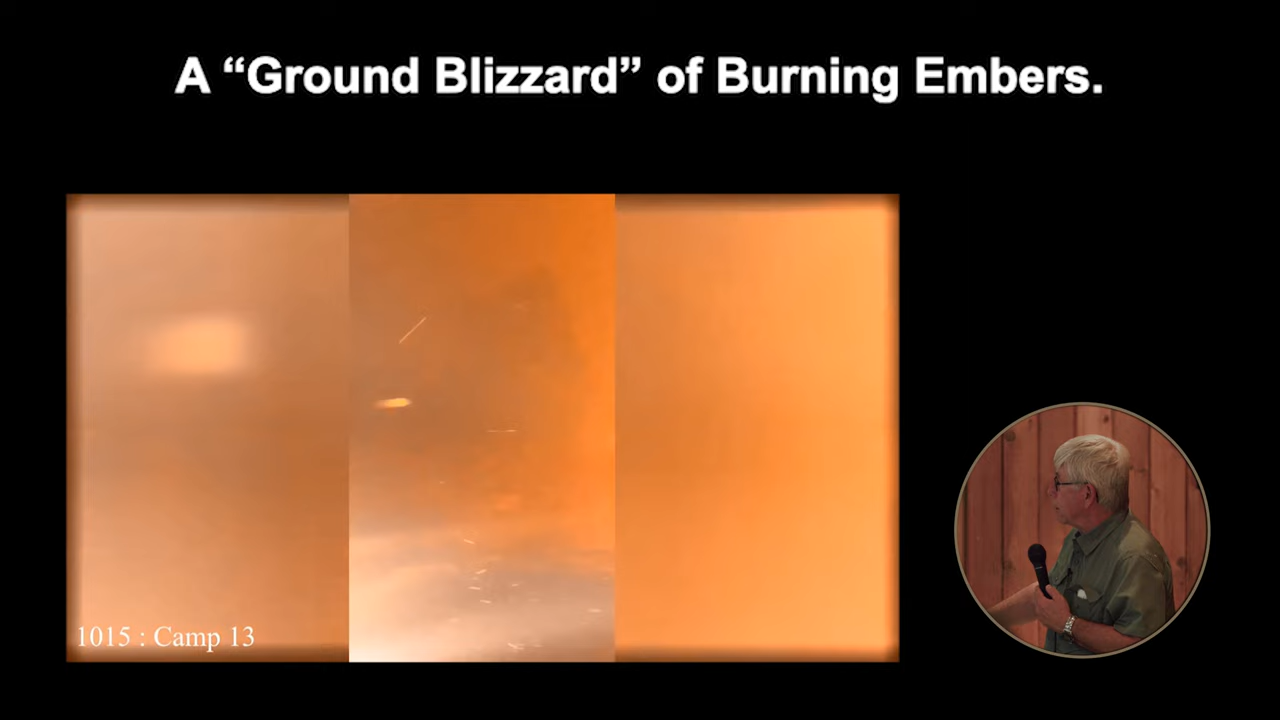 A “Ground Blizzard” of Burning Embers.
1015 : Camp 13